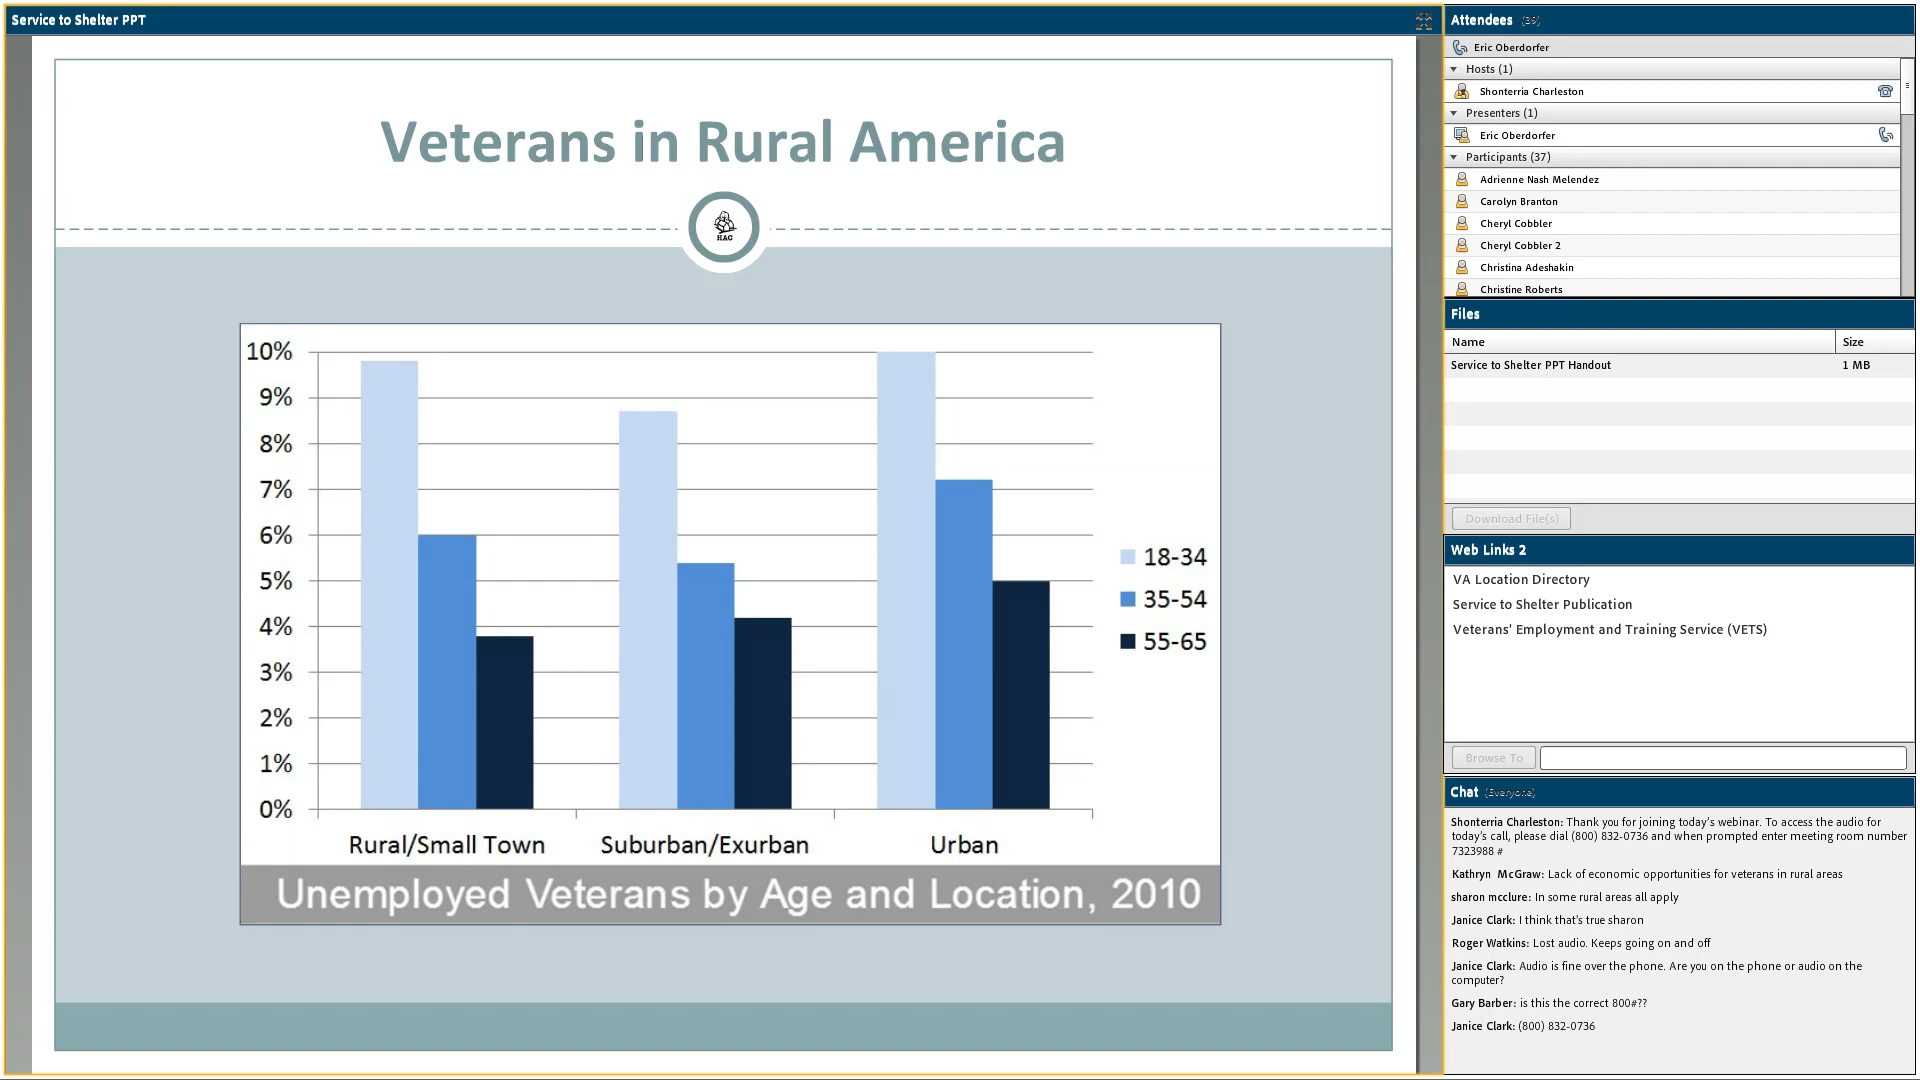 Service to Shelter PPT
Veterans in Rural America
HAC
10%
9%
8%
7%
6%
5%
4%
3%
2%
1%
0%
Rural/Small Town Suburban/Exurban Urban
18-34
35-54
55-65
Unemployed Veterans by Age and Location, 2010
Attendees (39)
Eric Oberdorfer
Hosts (1)
Shonterria Charleston
Presenters (1)
Eric Oberdorfer
Participants (37)
Adrienne Nash Melendez
Carolyn Branton
Cheryl Cobbler
Cheryl Cobbler 2
Christina Adeshakin
Christine Roberts
Files
Name Size
Service to Shelter PPT Handout 1 MB
Download File(s)
Web Links 2
VA Location Directory
Service to Shelter Publication
Veterans' Employment and Training Service (VETS)
Browse To
Chat (Everyone)
Shonterria Charleston: Thank you for joining today's webinar. To access the audio for
today's call, please dial (800) 832-0736 and when prompted enter meeting room number
7323988 #
Kathryn McGraw: Lack of economic opportunities for veterans in rural areas
sharon mcclure: In some rural areas all apply
Janice Clark: I think that's true sharon
Roger Watkins: Lost audio. Keeps going on and off
Janice Clark: Audio is fine over the phone. Are you on the phone or audio on the
computer?
Gary Barber: is this the correct 800#??
Janice Clark: (800) 832-0736